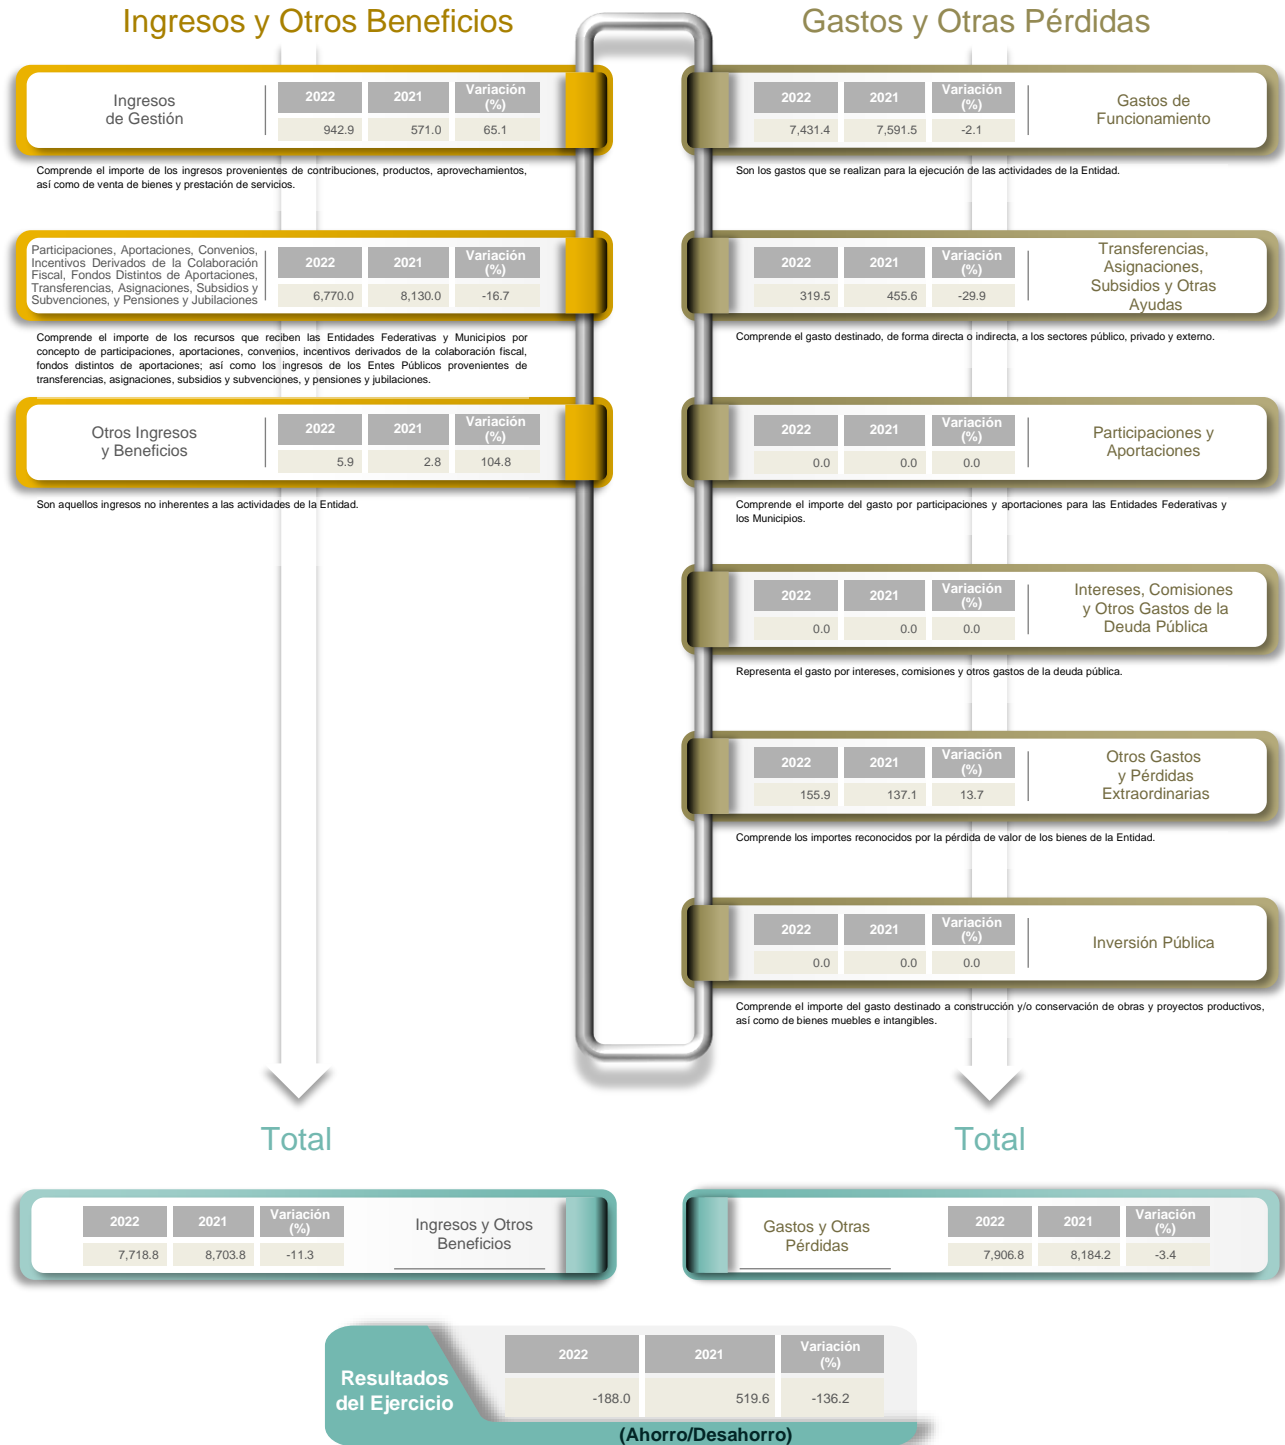 Ingresos y Otros Beneficios
Ingresos
de Gestión
2022 2021 Variación (%)
942.9 571.0 65.1
Comprende el importe de los ingresos provenientes de contribuciones, productos, aprovechamientos,
así como de venta de bienes y prestación de servicios.
Participaciones, Aportaciones, Convenios,
Incentivos Derivados de la Colaboración
Fiscal, Fondos Distintos de Aportaciones,
Transferencias, Asignaciones, Subsidios y
Subvenciones, y Pensiones y Jubilaciones
2022 2021 Variación (%)
6,770.0 8,130.0 -16.7
Comprende el importe de los recursos que reciben las Entidades Federativas y Municipios por
concepto de participaciones, aportaciones, convenios, incentivos derivados de la colaboración fiscal,
fondos distintos de aportaciones; así como los ingresos de los Entes Públicos provenientes de
transferencias, asignaciones, subsidios y subvenciones, y pensiones y jubilaciones.
Otros Ingresos
y Beneficios
2022 2021 Variación (%)
5.9 2.8 104.8
Son aquellos ingresos no inherentes a las actividades de la Entidad.
Gastos y Otras Pérdidas
2022 2021 Variación (%)
7,431.4 7,591.5 -2.1
Gastos de
Funcionamiento
Son los gastos que se realizan para la ejecución de las actividades de la Entidad.
2022 2021 Variación (%)
319.5 455.6 -29.9
Transferencias,
Asignaciones,
Subsidios y Otras
Ayudas
Comprende el gasto destinado, de forma directa o indirecta, a los sectores público, privado y externo.
2022 2021 Variación (%)
0.0 0.0 0.0
Participaciones y
Aportaciones
Comprende el importe del gasto por participaciones y aportaciones para las Entidades Federativas y
los Municipios.
2022 2021 Variación (%)
0.0 0.0 0.0
Intereses, Comisiones
y Otros Gastos de la
Deuda Pública
Representa el gasto por intereses, comisiones y otros gastos de la deuda pública.
2022 2021 Variación (%)
155.9 137.1 13.7
Otros Gastos
y Pérdidas
Extraordinarias
Comprende los importes reconocidos por la pérdida de valor de los bienes de la Entidad.
2022 2021 Variación (%)
0.0 0.0 0.0
Inversión Pública
Comprende el importe del gasto destinado a construcción y/o conservación de obras y proyectos productivos,
así como de bienes muebles e intangibles.
Total
2022 2021 Variación (%)
7,718.8 8,703.8 -11.3
Ingresos y Otros
Beneficios
Total
Gastos y Otras
Pérdidas
2022 2021 Variación (%)
7,906.8 8,184.2 -3.4
Resultados
del Ejercicio
2022 2021 Variación (%)
-188.0 519.6 -136.2
(Ahorro/Desahorro)